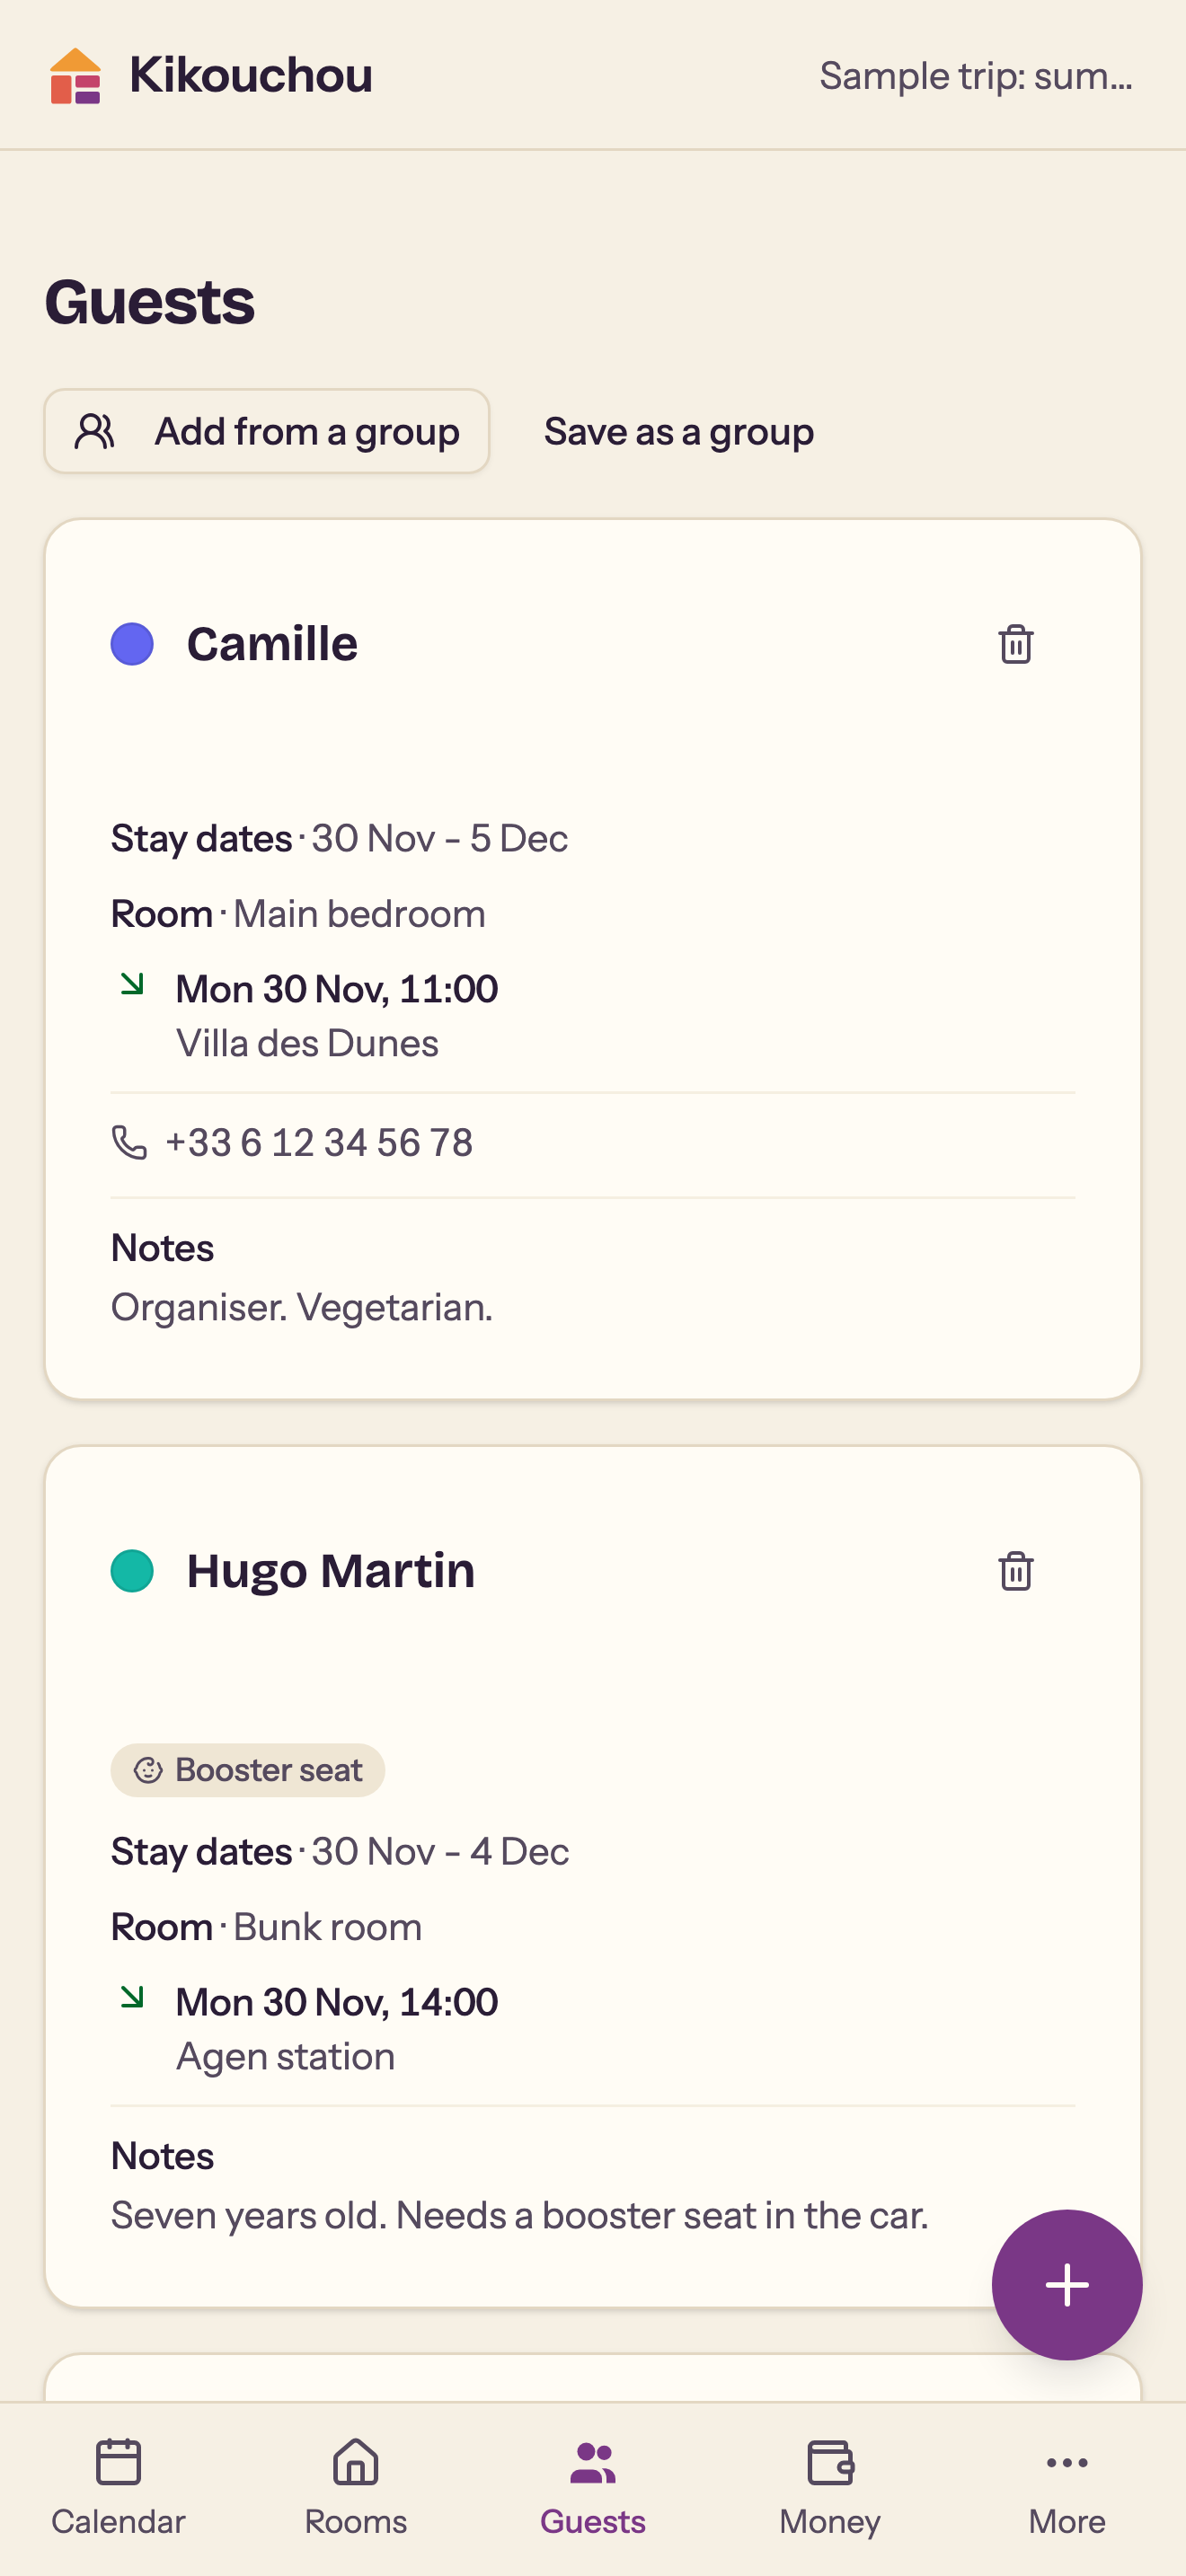 Kikouchou
Sample trip: sum...
Guests
Add from a group
Save as a group
Camille
Stay dates · 30 Nov – 5 Dec
Room · Main bedroom
Mon 30 Nov, 11:00
Villa des Dunes
+33 6 12 34 56 78
Notes
Organiser. Vegetarian.
Hugo Martin
Booster seat
Stay dates · 30 Nov – 4 Dec
Room · Bunk room
Mon 30 Nov, 14:00
Agen station
Notes
Seven years old. Needs a booster seat in the car.
Calendar
Rooms
Guests
Money
More